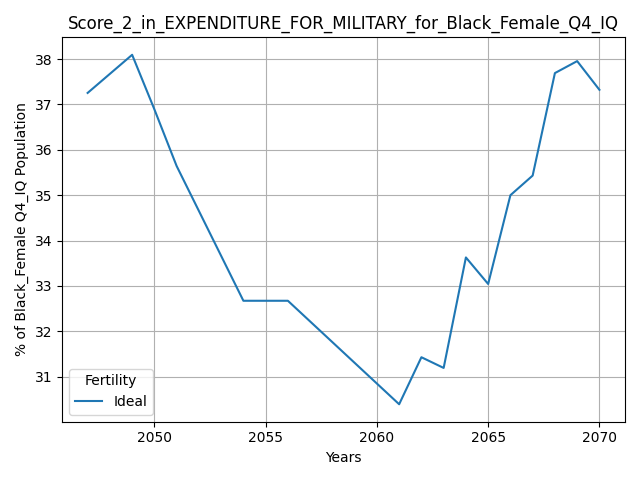 Score_2_in_EXPENDITURE_FOR_MILITARY_for_Black_Female_Q4_IQ
% of Black_Female Q4_IQ Population
38
37
36
35
34
33
32
31
Fertility
Ideal
2050 2055 2060 2065 2070
Years